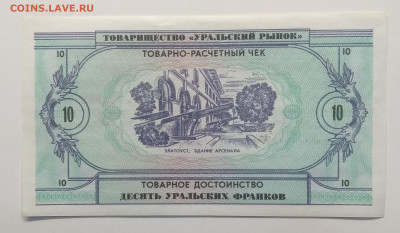 COINS.LAVE.RU
ТОВАРИЩЕСТВО «УРАЛЬСКИЙ РЫНОК»
10 ТОВАРНО-РАСЧЕТНЫЙ ЧЕК 10
10 10
ЗЛАТОУСТ, ЗДАНИЕ АРСЕНАЛА
10 10
ТОВАРНОЕ ДОСТОИНСТВО
ДЕСЯТЬ УРАЛЬСКИХ ФРАНКОВ